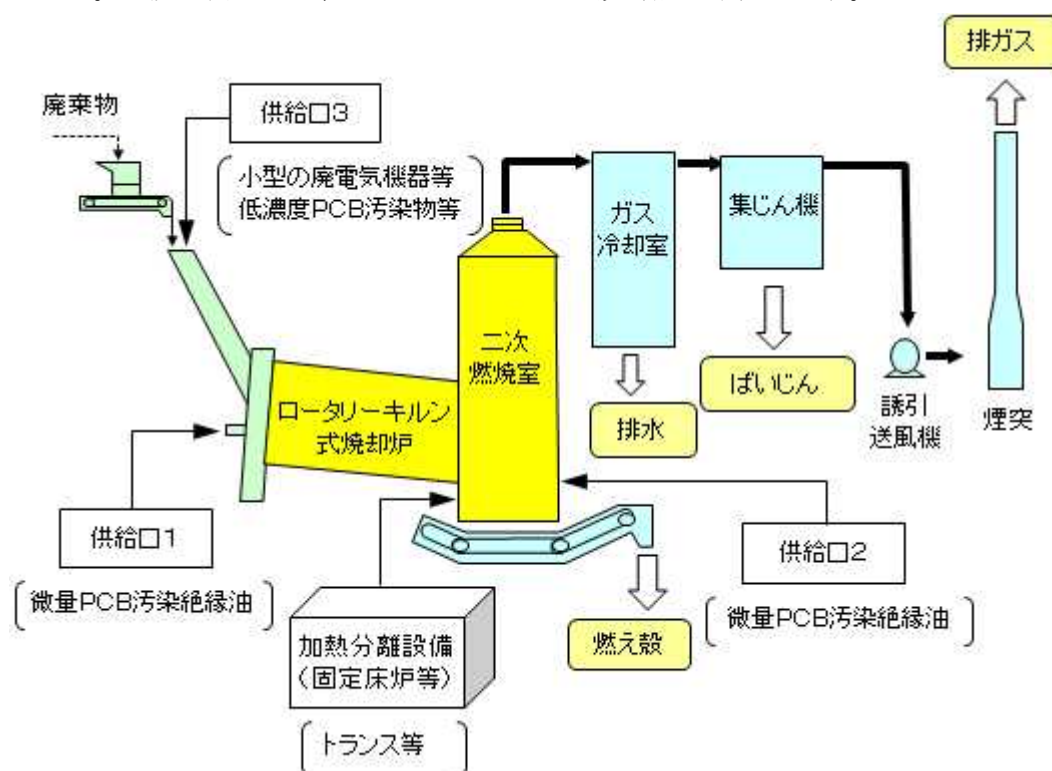 排ガス
廃棄物
供給口3
小型の廃電気機器等
低濃度PCB汚染物等
ガス
冷却室
集じん機
二次
燃焼室
ロータリーキルン
式焼却炉
ばいじん
排水
誘引
送風機
煙突
供給口1
微量PCB汚染絶縁油
供給口2
微量PCB汚染絶縁油
加熱分離設備
（固定床炉等）
燃え殻
トランス等